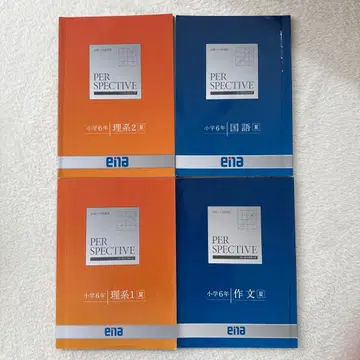 PER
SPECTIVE
小学6年 理系2 夏
ena
PER
SPECTIVE
小学6年 国語 夏
ena
PER
SPECTIVE
小学6年 理系1 夏
ena
PER
SPECTIVE
小学6年 作文 夏
ena